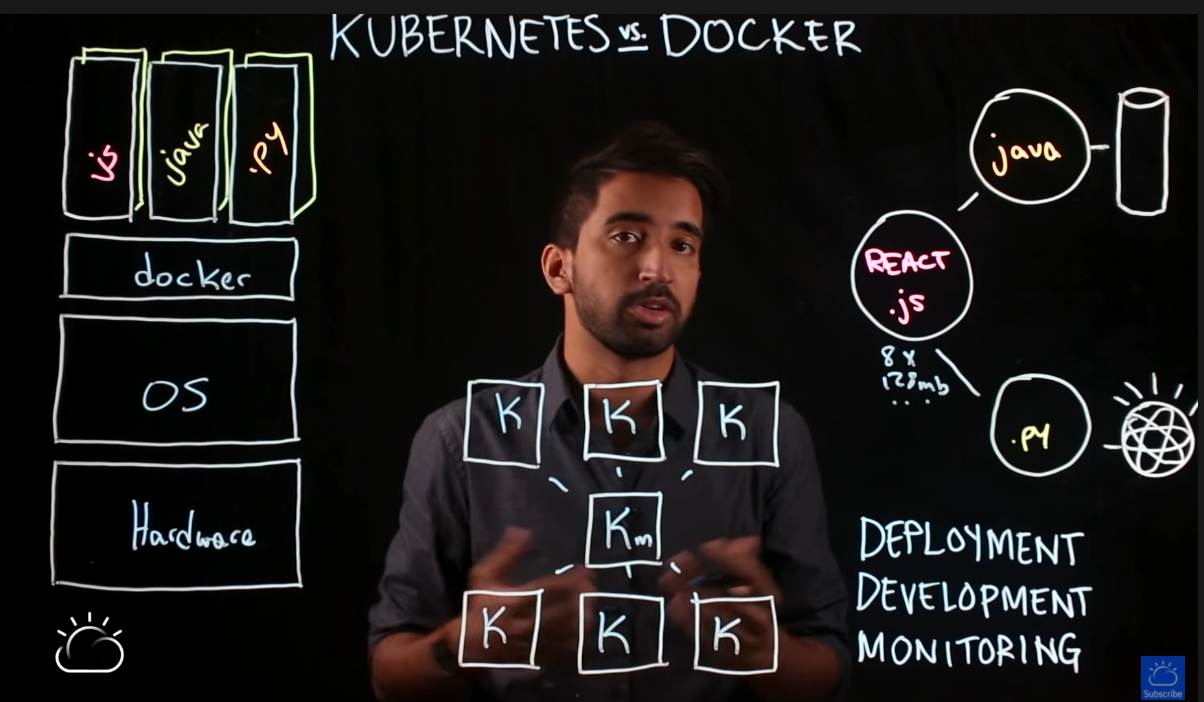 KUBERNETES vs. DOCKER
js
java
.py
docker
OS
Hardware
K
K
K
Km
K
K
K
java
REACT
.js
8x
128mb
.py
DEPLOYMENT
DEVELOPMENT
MONITORING
Subscribe